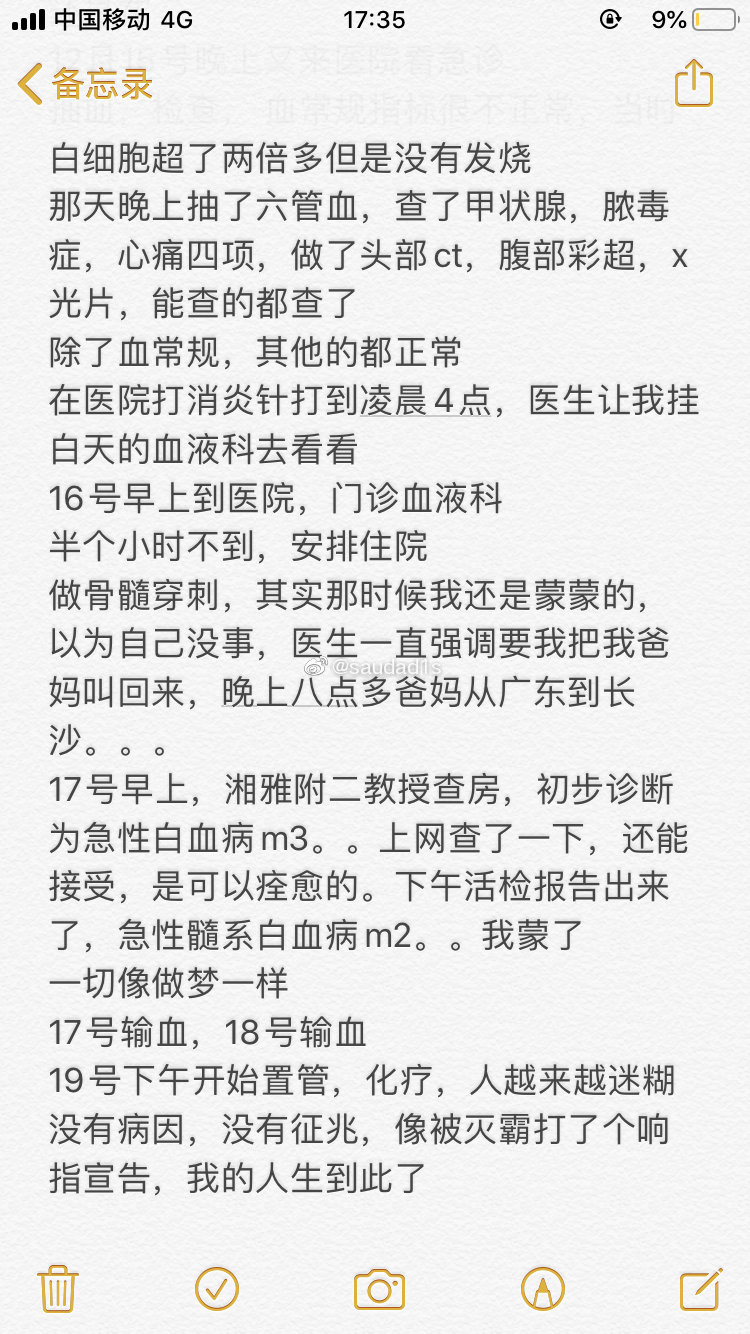 中国移动 4G 17:35 9%
备忘录
白细胞超了两倍多但是没有发烧
那天晚上抽了六管血，查了甲状腺，脓毒
症，心痛四项，做了头部ct，腹部彩超，x
光片，能查的都查了
除了血常规，其他的都正常
在医院打消炎针打到凌晨4点，医生让我挂
白天的血液科去看看
16号早上到医院，门诊血液科
半个小时不到，安排住院
做骨髓穿刺，其实那时候我还是蒙蒙的，
以为自己没事，医生一直强调要我把我爸
@saudad1s
妈叫回来，晚上八点多爸妈从广东到长
沙。。。
17号早上，湘雅附二教授查房，初步诊断
为急性白血病m3。。上网查了一下，还能
接受，是可以痊愈的。下午活检报告出来
了，急性髓系白血病m2。。我蒙了
一切像做梦一样
17号输血，18号输血
19号下午开始置管，化疗，人越来越迷糊
没有病因，没有征兆，像被灭霸打了个响
指宣告，我的人生到此了